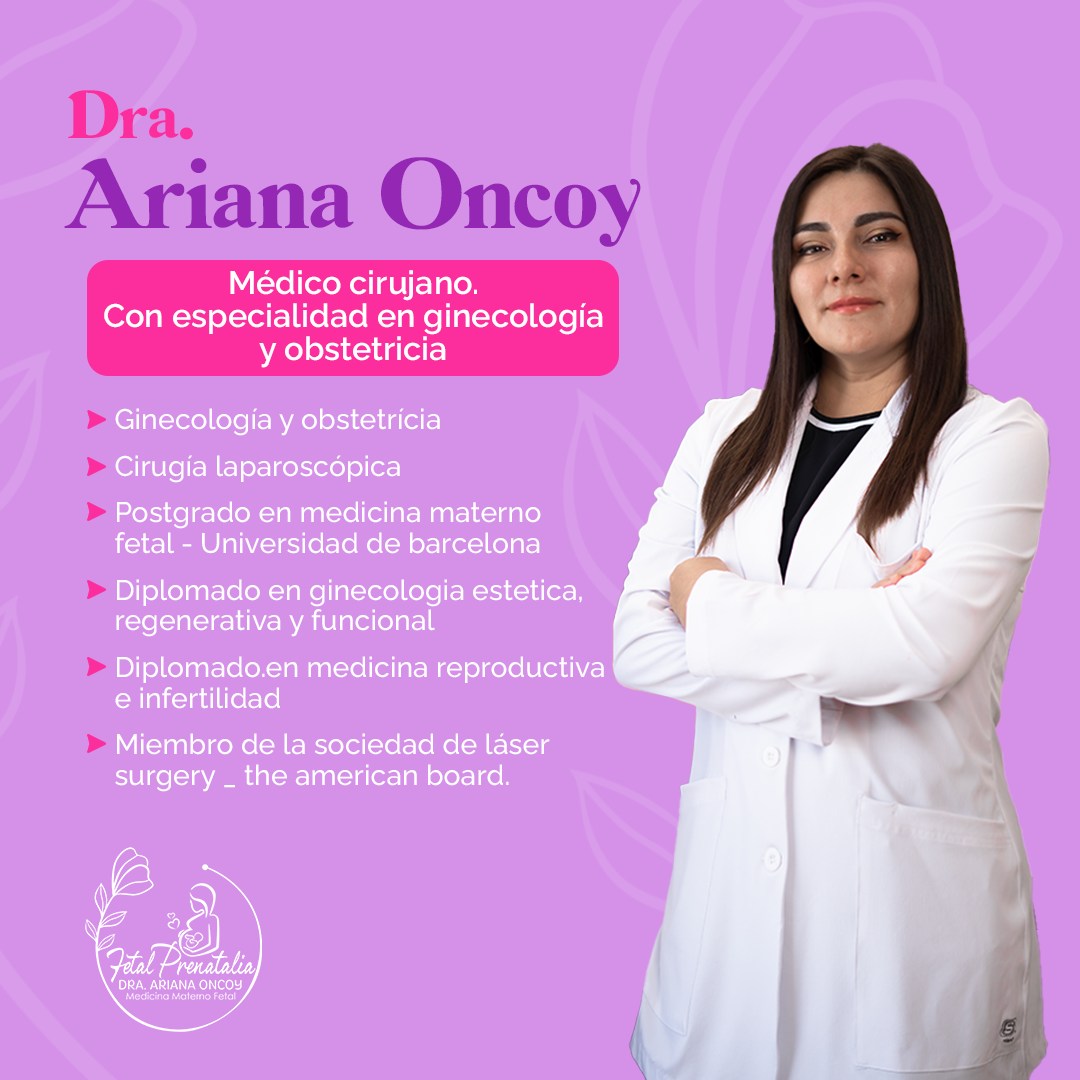 Dra.
Ariana Oncoy
Médico cirujano.
Con especialidad en ginecología
y obstetricia
Ginecología y obstetrícia
Cirugía laparoscópica
Postgrado en medicina materno
fetal - Universidad de barcelona
Diplomado en ginecologia estetica,
regenerativa y funcional
Diplomado.en medicina reproductiva
e infertilidad
Miembro de la sociedad de láser
surgery _ the american board.
Fetal Prenatalia
DRA. ARIANA ONCOY
Medicina Materno Fetal